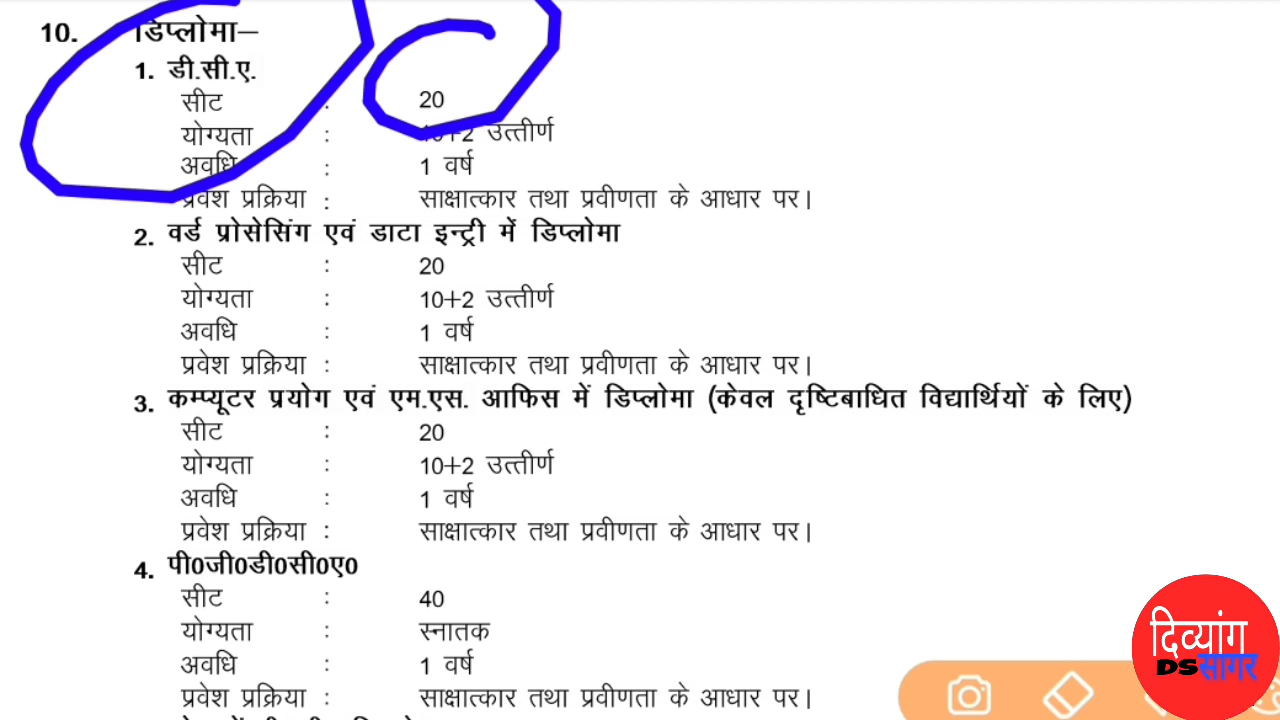 10. डिप्लोमा–
1. डी.सी.ए.
सीट : 20
योग्यता : 10+2 उत्तीर्ण
अवधि : 1 वर्ष
प्रवेश प्रक्रिया : साक्षात्कार तथा प्रवीणता के आधार पर।
2. वर्ड प्रोसेसिंग एवं डाटा इन्ट्री में डिप्लोमा
सीट : 20
योग्यता : 10+2 उत्तीर्ण
अवधि : 1 वर्ष
प्रवेश प्रक्रिया : साक्षात्कार तथा प्रवीणता के आधार पर।
3. कम्प्यूटर प्रयोग एवं एम.एस. आफिस में डिप्लोमा (केवल दृष्टिबाधित विद्यार्थियों के लिए)
सीट : 20
योग्यता : 10+2 उत्तीर्ण
अवधि : 1 वर्ष
प्रवेश प्रक्रिया : साक्षात्कार तथा प्रवीणता के आधार पर।
4. पी0जी0डी0सी0ए0
सीट : 40
योग्यता : स्नातक
अवधि : 1 वर्ष
प्रवेश प्रक्रिया : साक्षात्कार तथा प्रवीणता के आधार पर।
दिव्यांग
DSसागर